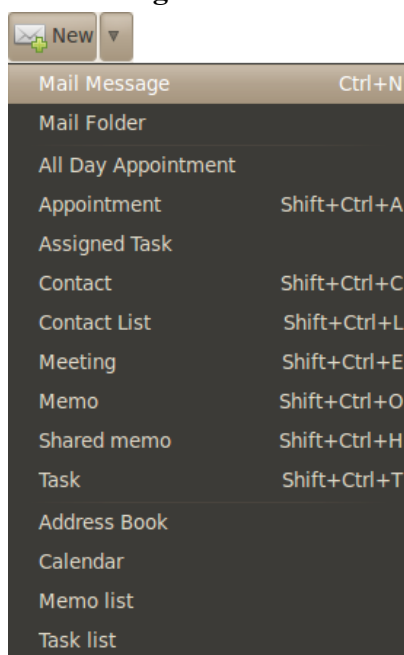 New
Mail Message Ctrl+N
Mail Folder
All Day Appointment
Appointment Shift+Ctrl+A
Assigned Task
Contact Shift+Ctrl+C
Contact List Shift+Ctrl+L
Meeting Shift+Ctrl+E
Memo Shift+Ctrl+O
Shared memo Shift+Ctrl+H
Task Shift+Ctrl+T
Address Book
Calendar
Memo list
Task list